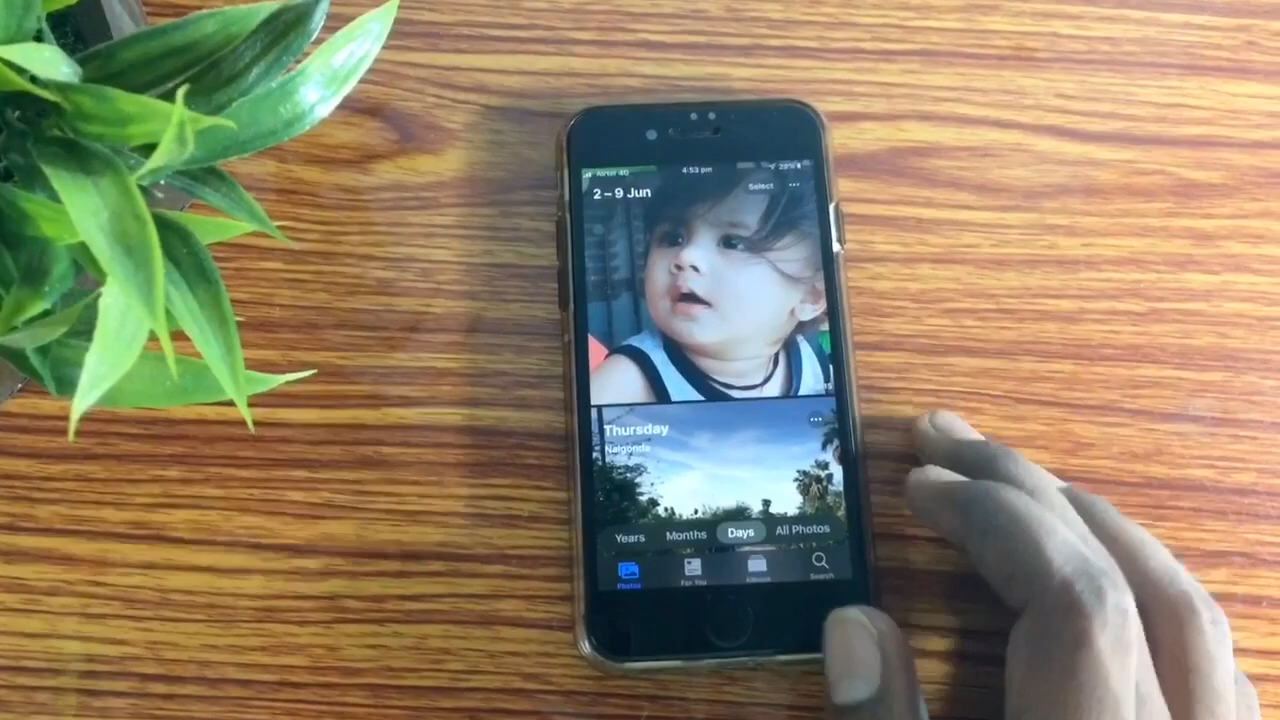 Airtel 4G 4:53 pm 28%
2 – 9 Jun Select
Thursday
Nalgonda
Years Months Days All Photos
Photos For You Albums Search